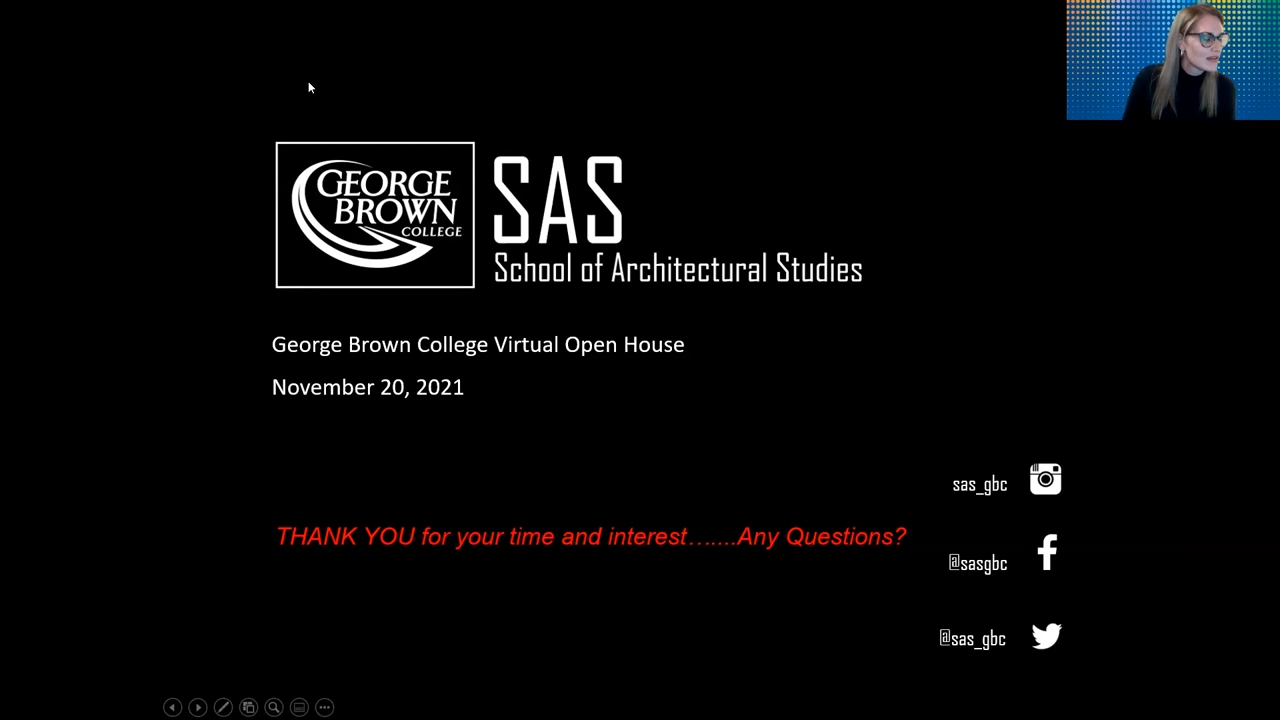 GEORGE
BROWN
COLLEGE
SAS
School of Architectural Studies
George Brown College Virtual Open House
November 20, 2021
sas_gbc
THANK YOU for your time and interest…....Any Questions?
@sasgbc
@sas_gbc